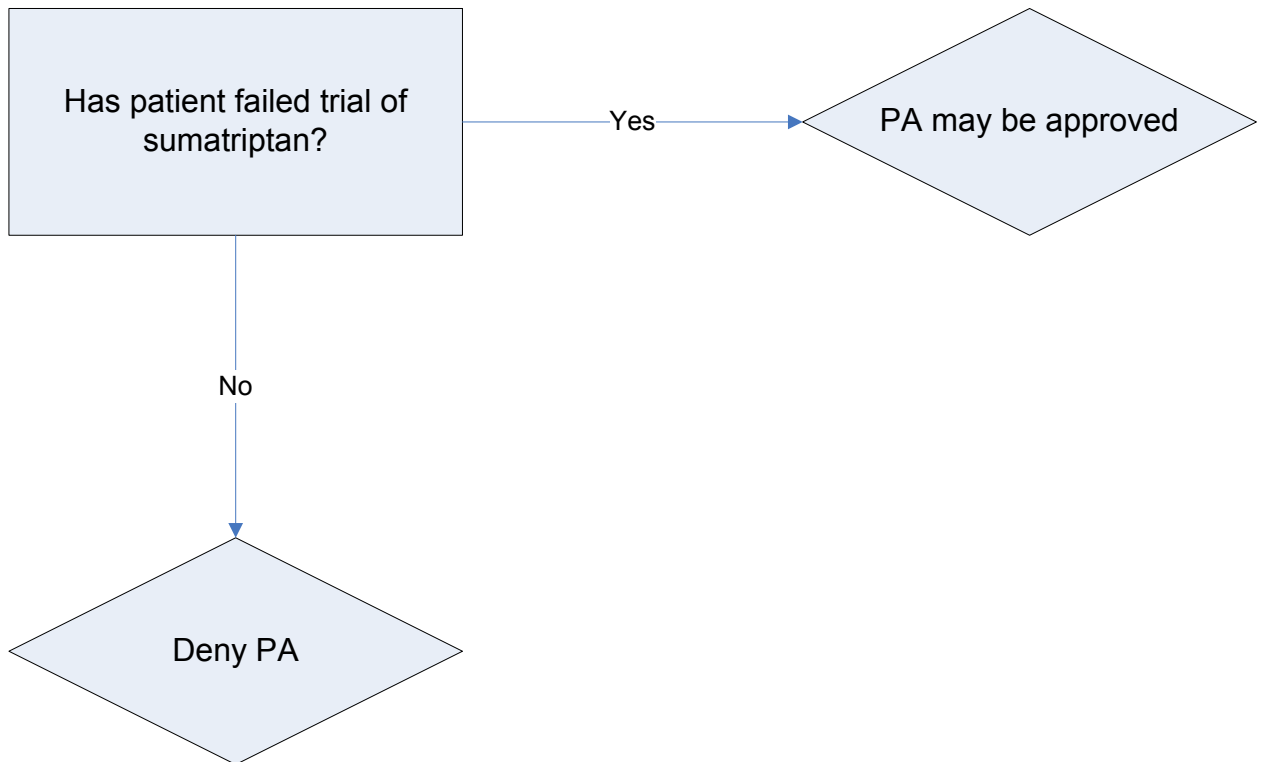 Has patient failed trial of
sumatriptan?
Yes
PA may be approved
No
Deny PA